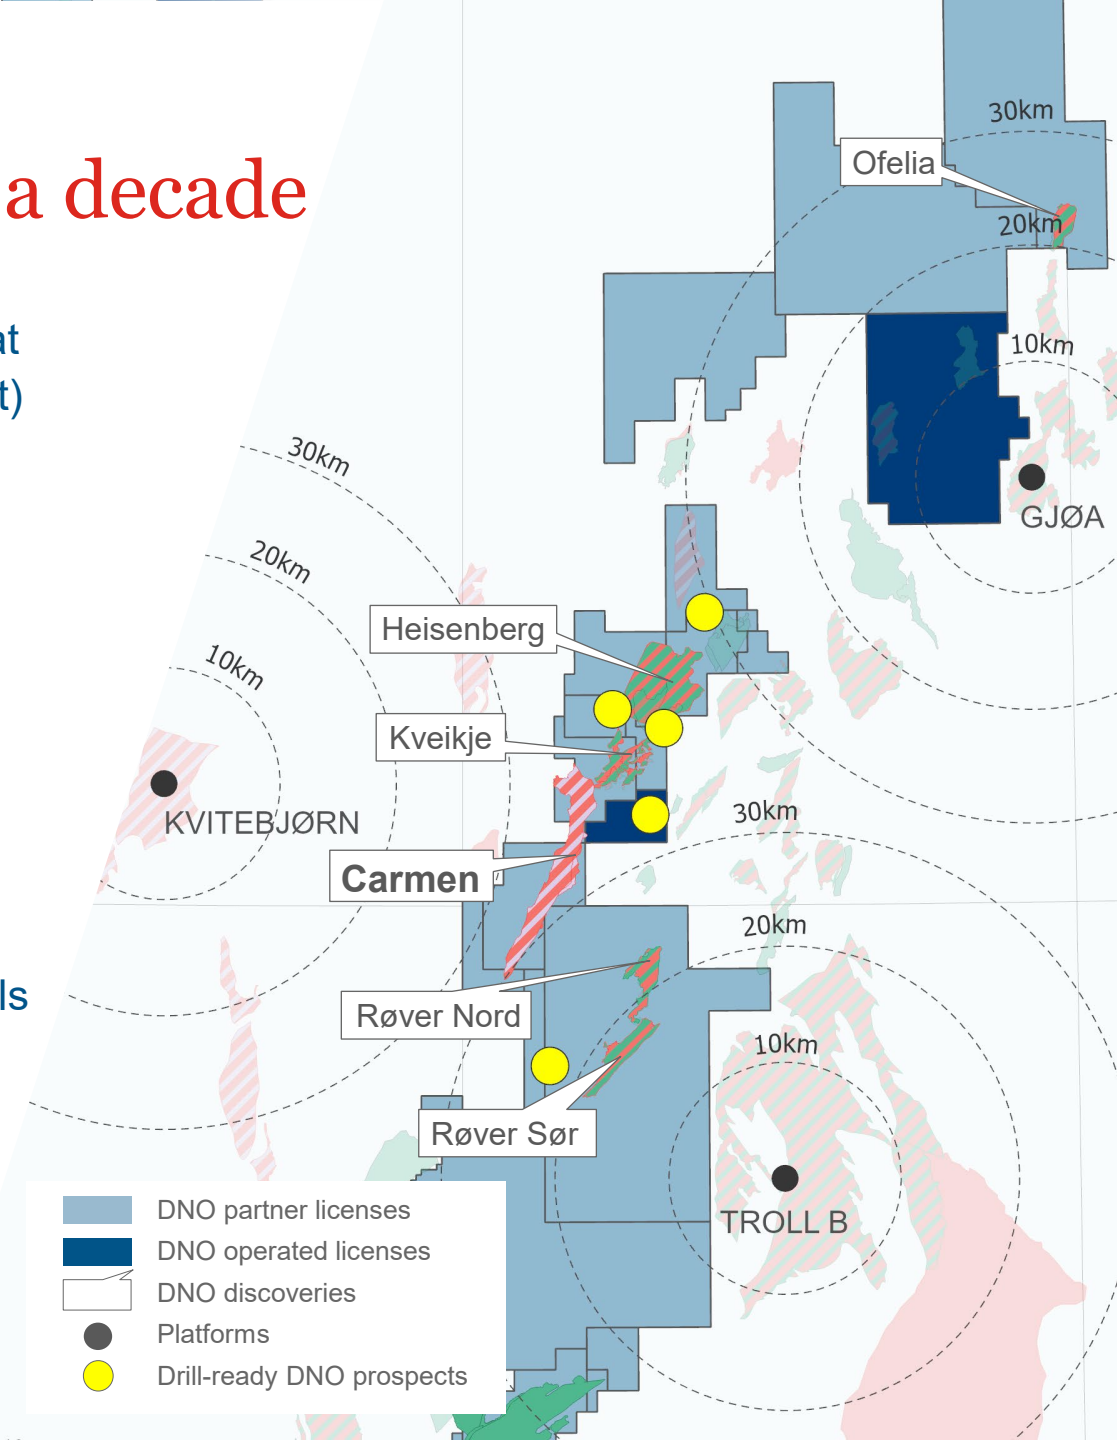 a decade
at
t)
ls
30km
Ofelia
20km
10km
GJØA
30km
20km
10km
Heisenberg
Kveikje
KVITEBJØRN
Carmen
30km
20km
Røver Nord
10km
Røver Sør
TROLL B
DNO partner licenses
DNO operated licenses
DNO discoveries
Platforms
Drill-ready DNO prospects